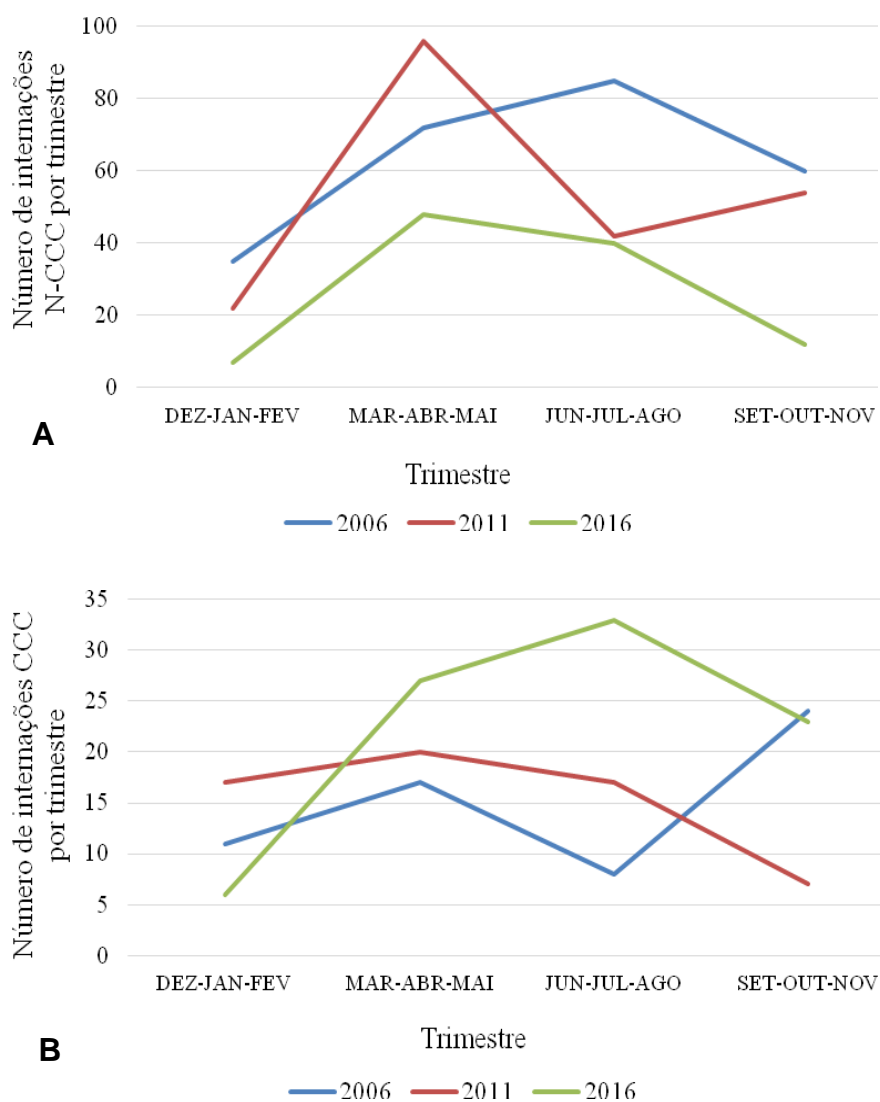 100
80
60
40
20
0
Número de internações
N-CCC por trimestre
DEZ-JAN-FEV MAR-ABR-MAI JUN-JUL-AGO SET-OUT-NOV
A
Trimestre
2006 2011 2016
35
30
25
20
15
10
5
0
Número de internações CCC
por trimestre
DEZ-JAN-FEV MAR-ABR-MAI JUN-JUL-AGO SET-OUT-NOV
Trimestre
B
2006 2011 2016